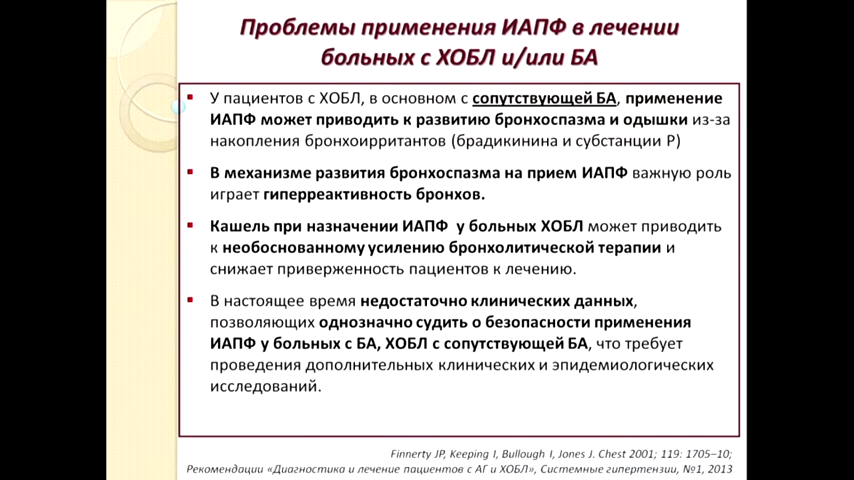 Проблемы применения ИАПФ в лечении
больных с ХОБЛ и/или БА
▪ У пациентов с ХОБЛ, в основном с сопутствующей БА, применение
ИАПФ может приводить к развитию бронхоспазма и одышки из-за
накопления бронхоирритантов (брадикинина и субстанции Р)
▪ В механизме развития бронхоспазма на прием ИАПФ важную роль
играет гиперреактивность бронхов.
▪ Кашель при назначении ИАПФ у больных ХОБЛ может приводить
к необоснованному усилению бронхолитической терапии и
снижает приверженность пациентов к лечению.
▪ В настоящее время недостаточно клинических данных,
позволяющих однозначно судить о безопасности применения
ИАПФ у больных с БА, ХОБЛ с сопутствующей БА, что требует
проведения дополнительных клинических и эпидемиологических
исследований.
Finnerty JP, Keeping I, Bullough I, Jones J. Chest 2001; 119: 1705–10;
Рекомендации «Диагностика и лечение пациентов с АГ и ХОБЛ», Системные гипертензии, №1, 2013